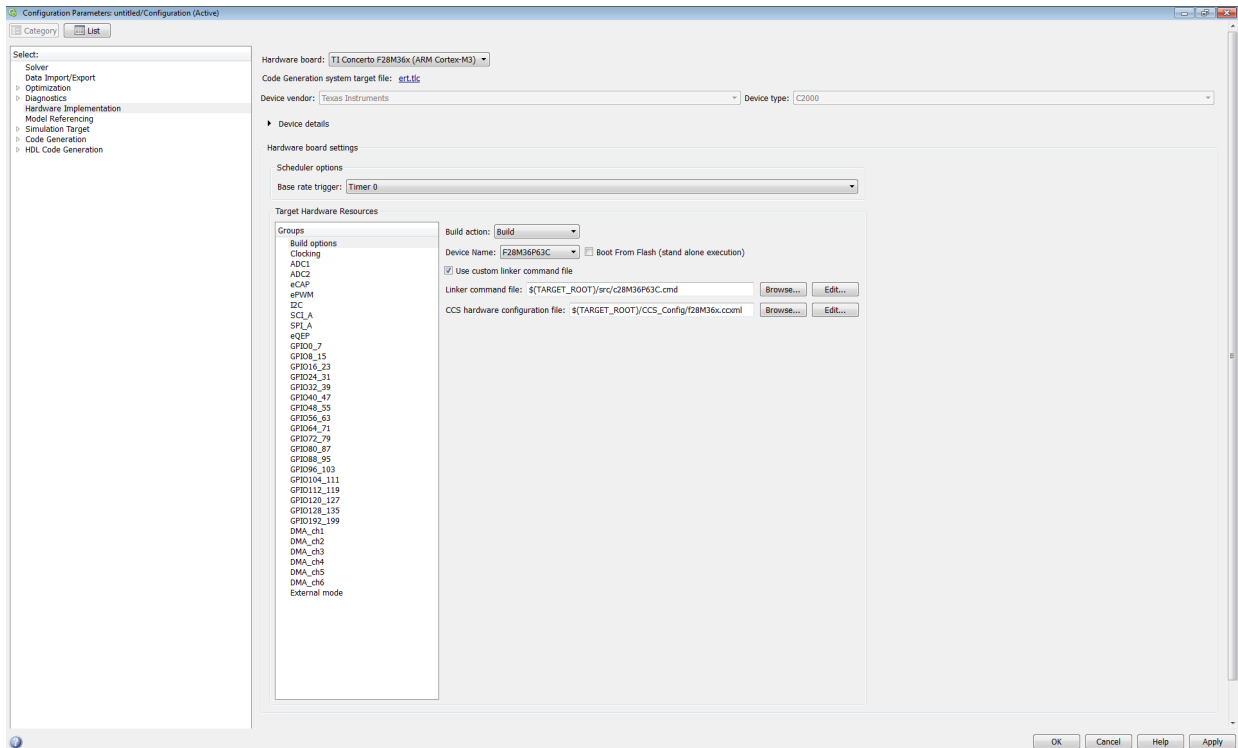 Configuration Parameters: untitled/Configuration (Active)
Category
List
Select:
Solver
Data Import/Export
Optimization
Diagnostics
Hardware Implementation
Model Referencing
Simulation Target
Code Generation
HDL Code Generation
Hardware board: TI Concerto F28M36x (ARM Cortex-M3)
Code Generation system target file: ert.tlc
Device vendor: Texas Instruments Device type: C2000
Device details
Hardware board settings
Scheduler options
Base rate trigger: Timer 0
Target Hardware Resources
Groups
Build options
Clocking
ADC1
ADC2
eCAP
ePWM
I2C
SCI_A
SPI_A
eQEP
GPIO0_7
GPIO8_15
GPIO16_23
GPIO24_31
GPIO32_39
GPIO40_47
GPIO48_55
GPIO56_63
GPIO64_71
GPIO72_79
GPIO80_87
GPIO88_95
GPIO96_103
GPIO104_111
GPIO112_119
GPIO120_127
GPIO128_135
GPIO192_199
DMA_ch1
DMA_ch2
DMA_ch3
DMA_ch4
DMA_ch5
DMA_ch6
External mode
Build action: Build
Device Name: F28M36P63C Boot From Flash (stand alone execution)
Use custom linker command file
Linker command file: $(TARGET_ROOT)/src/c28M36P63C.cmd Browse... Edit...
CCS hardware configuration file: $(TARGET_ROOT)/CCS_Config/f28M36x.ccxml Browse... Edit...
OK Cancel Help Apply